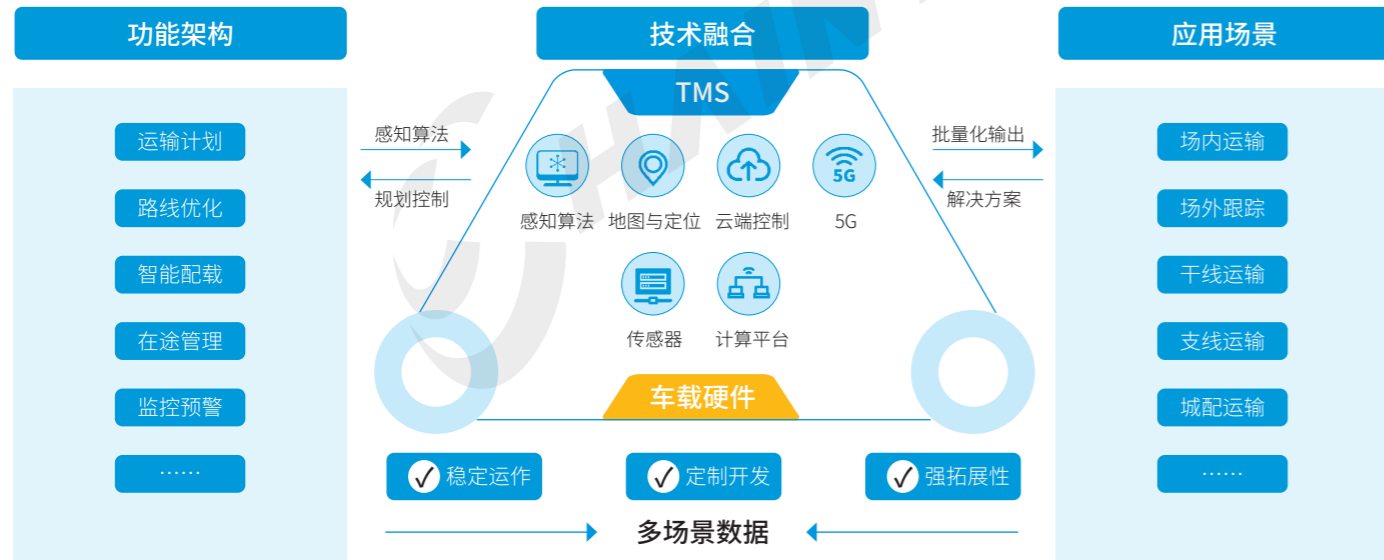 功能架构
技术融合
应用场景
运输计划
路线优化
智能配载
在途管理
监控预警
……
感知算法
规划控制
TMS
5G
感知算法
地图与定位
云端控制
5G
传感器
计算平台
车载硬件
批量化输出
解决方案
场内运输
场外跟踪
干线运输
支线运输
城配运输
……
稳定运作
定制开发
强拓展性
多场景数据